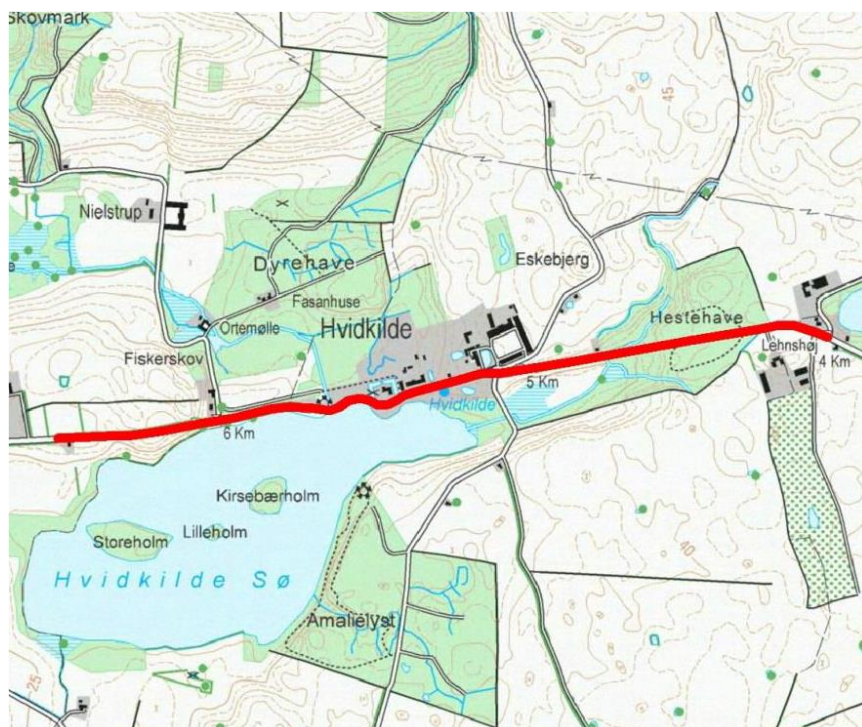 Skovmark
45
Nielstrup
Eskebjerg
Dyrehave
Fasanhuse
Hestehave
Ortemølle
Hvidkilde
Lehnshø
Fiskerskov
4 Km
5 Km
Hvidkilde
6 Km
Kirsebærholm
Storeholm
Lilleholm
40
Hvidkilde Sø
Amalielyst
25